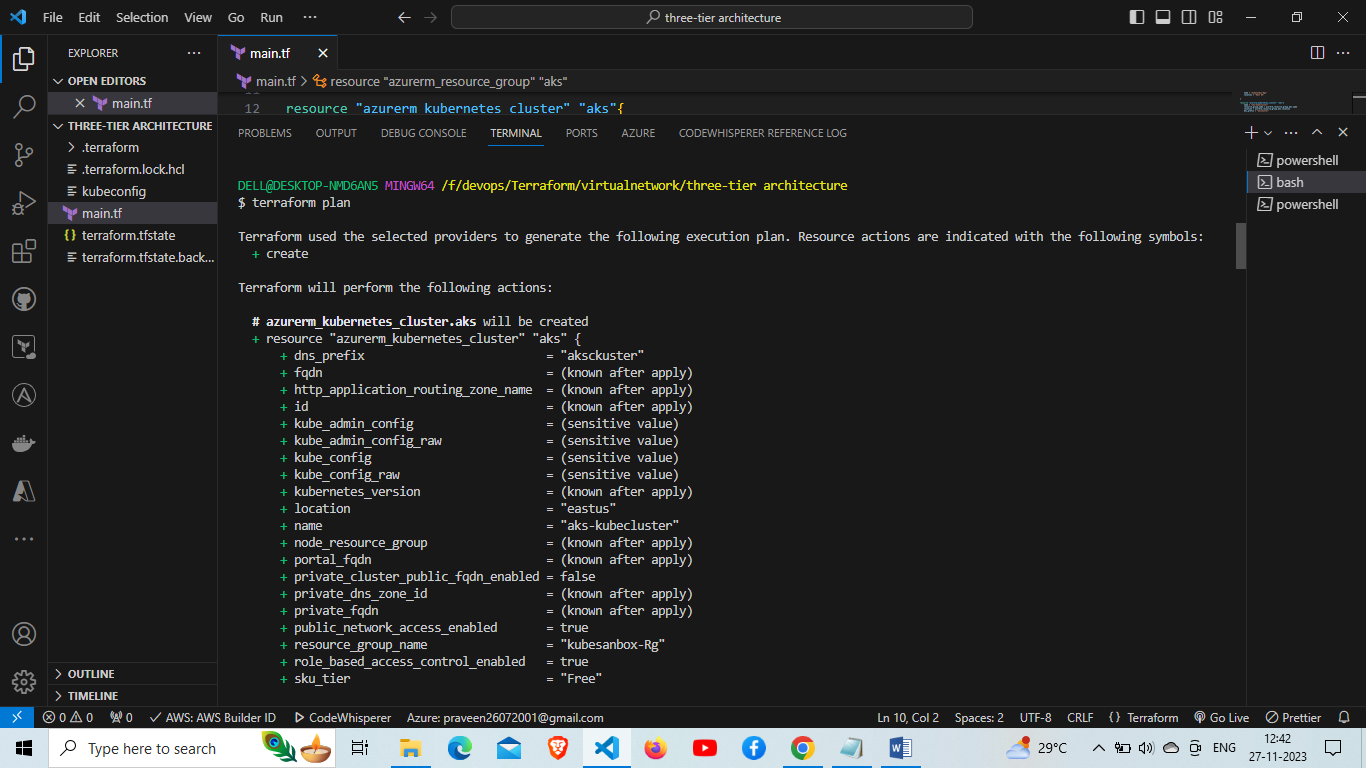 File Edit Selection View Go Run ··· three-tier architecture
EXPLORER ···
OPEN EDITORS
main.tf
THREE-TIER ARCHITECTURE
.terraform
.terraform.lock.hcl
kubeconfig
main.tf
terraform.tfstate
terraform.tfstate.back...
OUTLINE
TIMELINE
main.tf
main.tf > resource "azurerm_resource_group" "aks"
12 resource "azurerm_kubernetes_cluster" "aks"{
PROBLEMS OUTPUT DEBUG CONSOLE TERMINAL PORTS AZURE CODEWHISPERER REFERENCE LOG
DELL@DESKTOP-NMD6AN5 MINGW64 /f/devops/Terraform/virtualnetwork/three-tier architecture
$ terraform plan
Terraform used the selected providers to generate the following execution plan. Resource actions are indicated with the following symbols:
+ create
Terraform will perform the following actions:
# azurerm_kubernetes_cluster.aks will be created
+ resource "azurerm_kubernetes_cluster" "aks" {
+ dns_prefix = "aksckuster"
+ fqdn = (known after apply)
+ http_application_routing_zone_name = (known after apply)
+ id = (known after apply)
+ kube_admin_config = (sensitive value)
+ kube_admin_config_raw = (sensitive value)
+ kube_config = (sensitive value)
+ kube_config_raw = (sensitive value)
+ kubernetes_version = (known after apply)
+ location = "eastus"
+ name = "aks-kubecluster"
+ node_resource_group = (known after apply)
+ portal_fqdn = (known after apply)
+ private_cluster_public_fqdn_enabled = false
+ private_dns_zone_id = (known after apply)
+ private_fqdn = (known after apply)
+ public_network_access_enabled = true
+ resource_group_name = "kubesanbox-Rg"
+ role_based_access_control_enabled = true
+ sku_tier = "Free"
powershell
bash
powershell
0 0 0 AWS: AWS Builder ID CodeWhisperer Azure: praveen26072001@gmail.com Ln 10, Col 2 Spaces: 2 UTF-8 CRLF {} Terraform Go Live Prettier
Type here to search 29°C ENG 12:42
27-11-2023